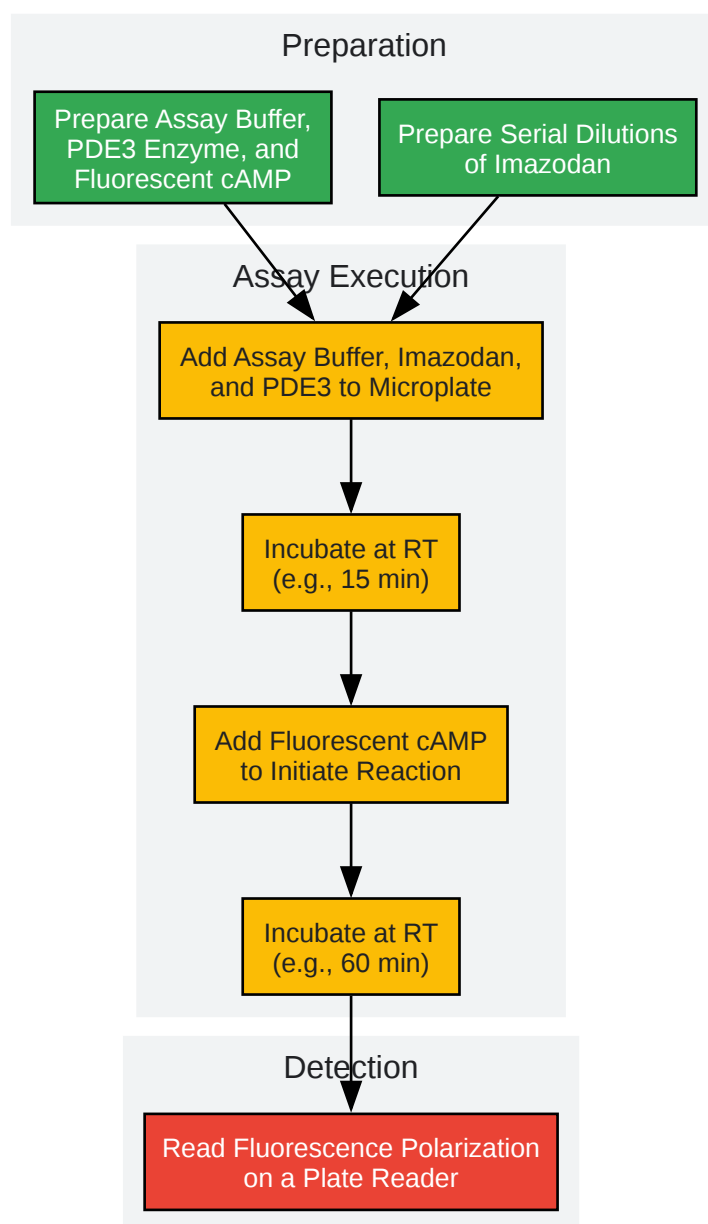 Preparation
Prepare Assay Buffer,
PDE3 Enzyme, and
Fluorescent cAMP
Prepare Serial Dilutions
of Imazodan
Assay Execution
Add Assay Buffer, Imazodan,
and PDE3 to Microplate
Incubate at RT
(e.g., 15 min)
Add Fluorescent cAMP
to Initiate Reaction
Incubate at RT
(e.g., 60 min)
Detection
Read Fluorescence Polarization
on a Plate Reader